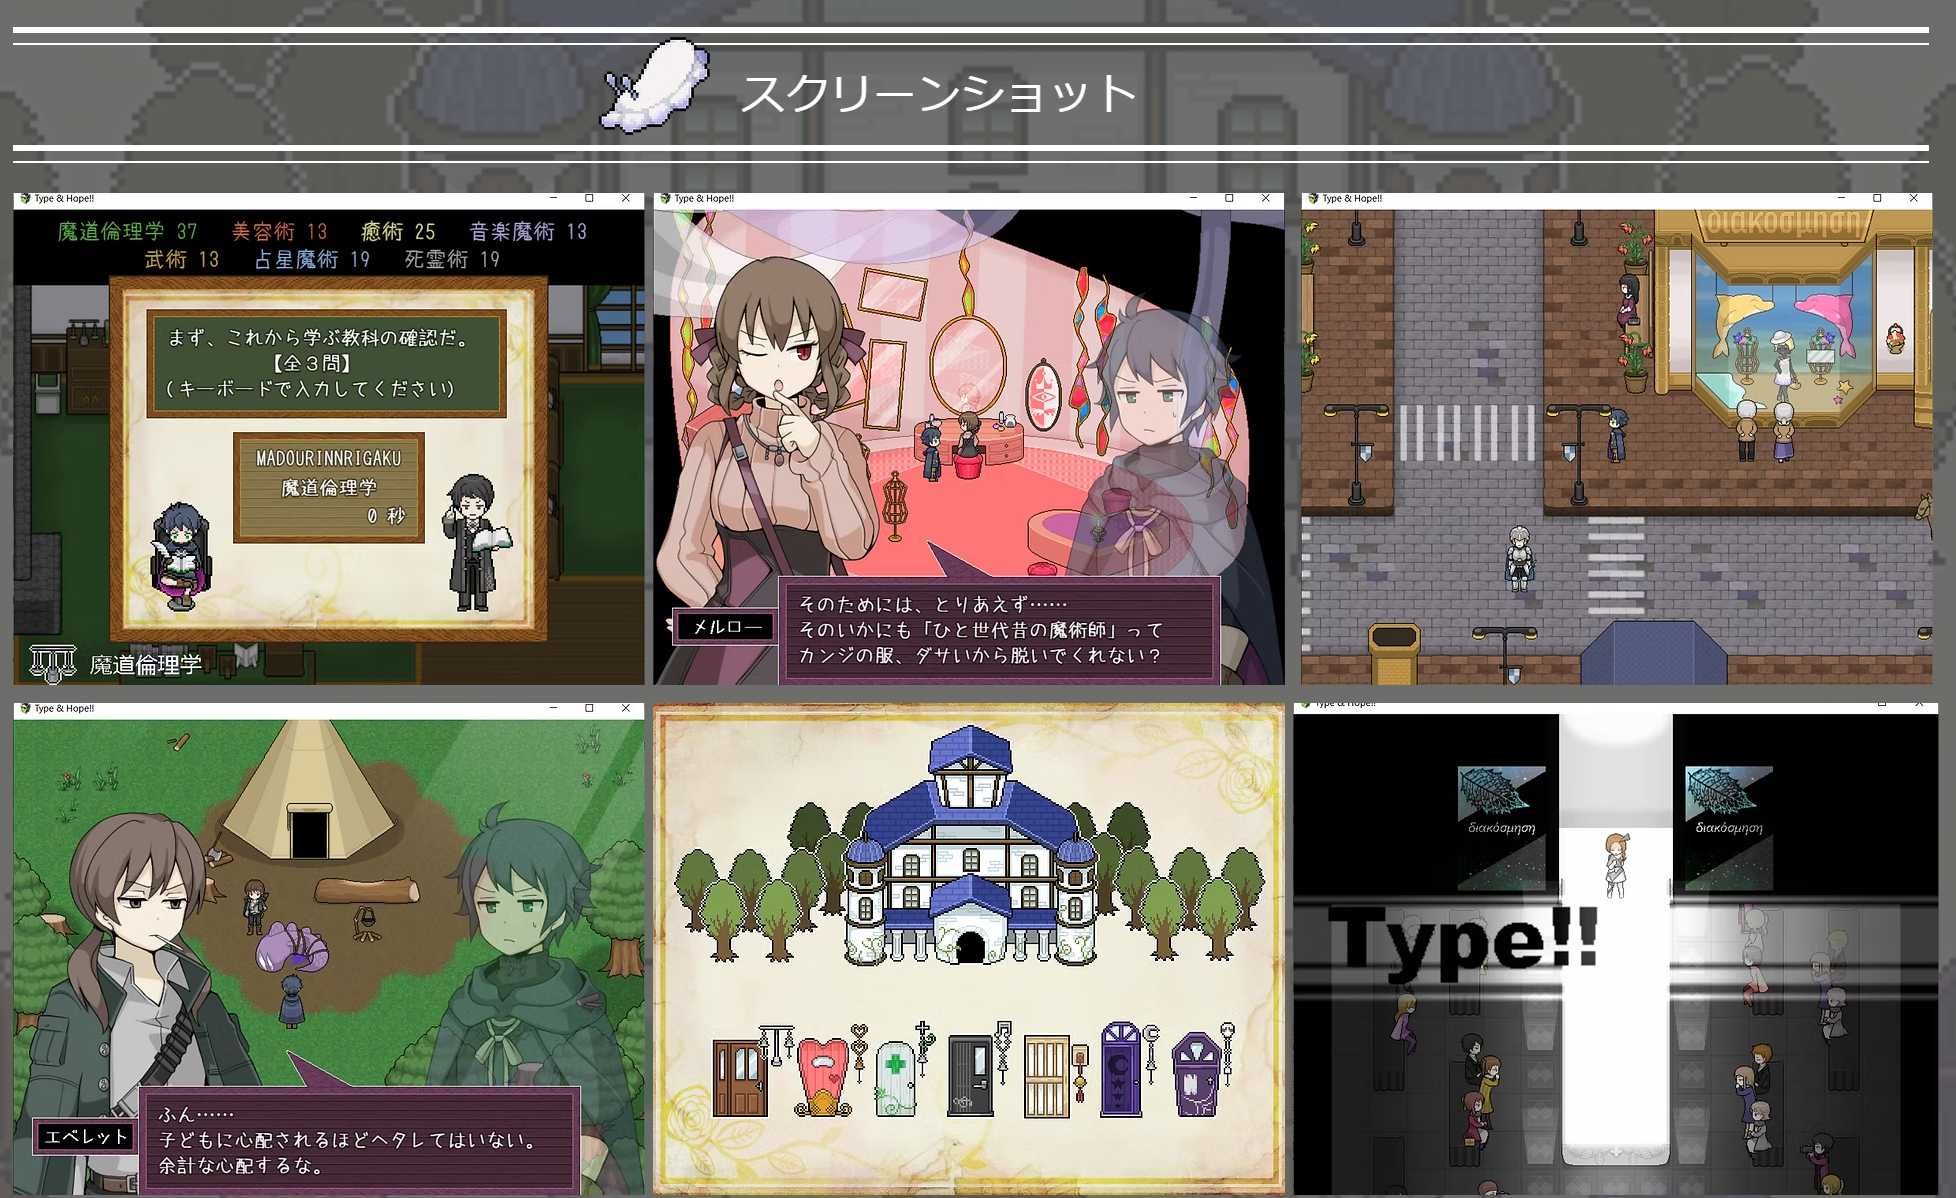 スクリーンショット
Type & Hope!!
魔道倫理学 37 美容術 13 癒術 25 音楽魔術 13
武術 13 占星魔術 19 死霊術 19
まず、これから学ぶ教科の確認だ。
【全３問】
(キーボードで入力してください)
MADOURINNRIGAKU
魔道倫理学
0 秒
魔道倫理学
Type & Hope!!
メルロー
そのためには、とりあえず……
そのいかにも「ひと世代昔の魔術師」って
カンジの服、ダサいから脱いでくれない？
Type & Hope!!
διακόσμηση
Type & Hope!!
エベレット
ふん……
子どもに心配されるほどヘタレてはいない。
余計な心配するな。
Type & Hope!!
διακόσμηση
διακόσμηση
Type!!